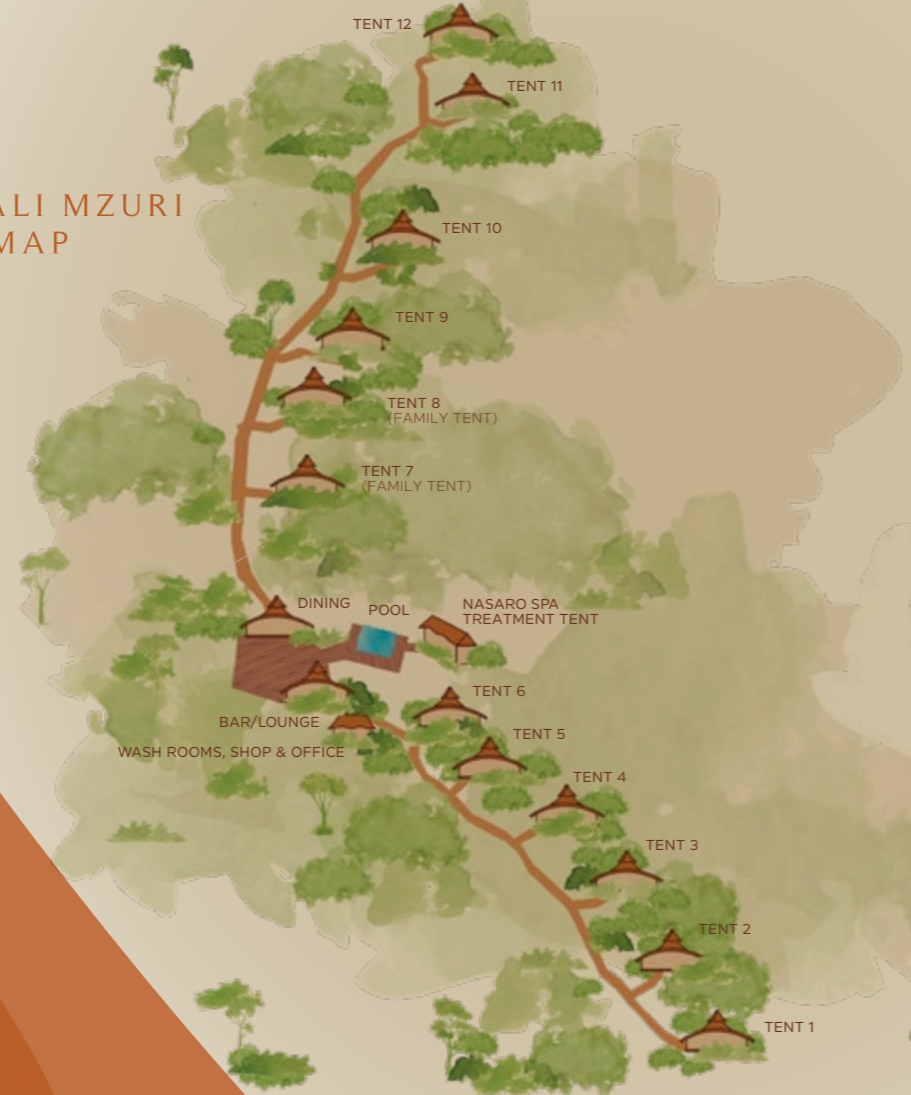 TENT 12
TENT 11
ALI MZURI
MAP
TENT 10
TENT 9
TENT 8
(FAMILY TENT)
TENT 7
(FAMILY TENT)
DINING
POOL
NASARO SPA
TREATMENT TENT
TENT 6
BAR/LOUNGE
TENT 5
WASH ROOMS, SHOP & OFFICE
TENT 4
TENT 3
TENT 2
TENT 1